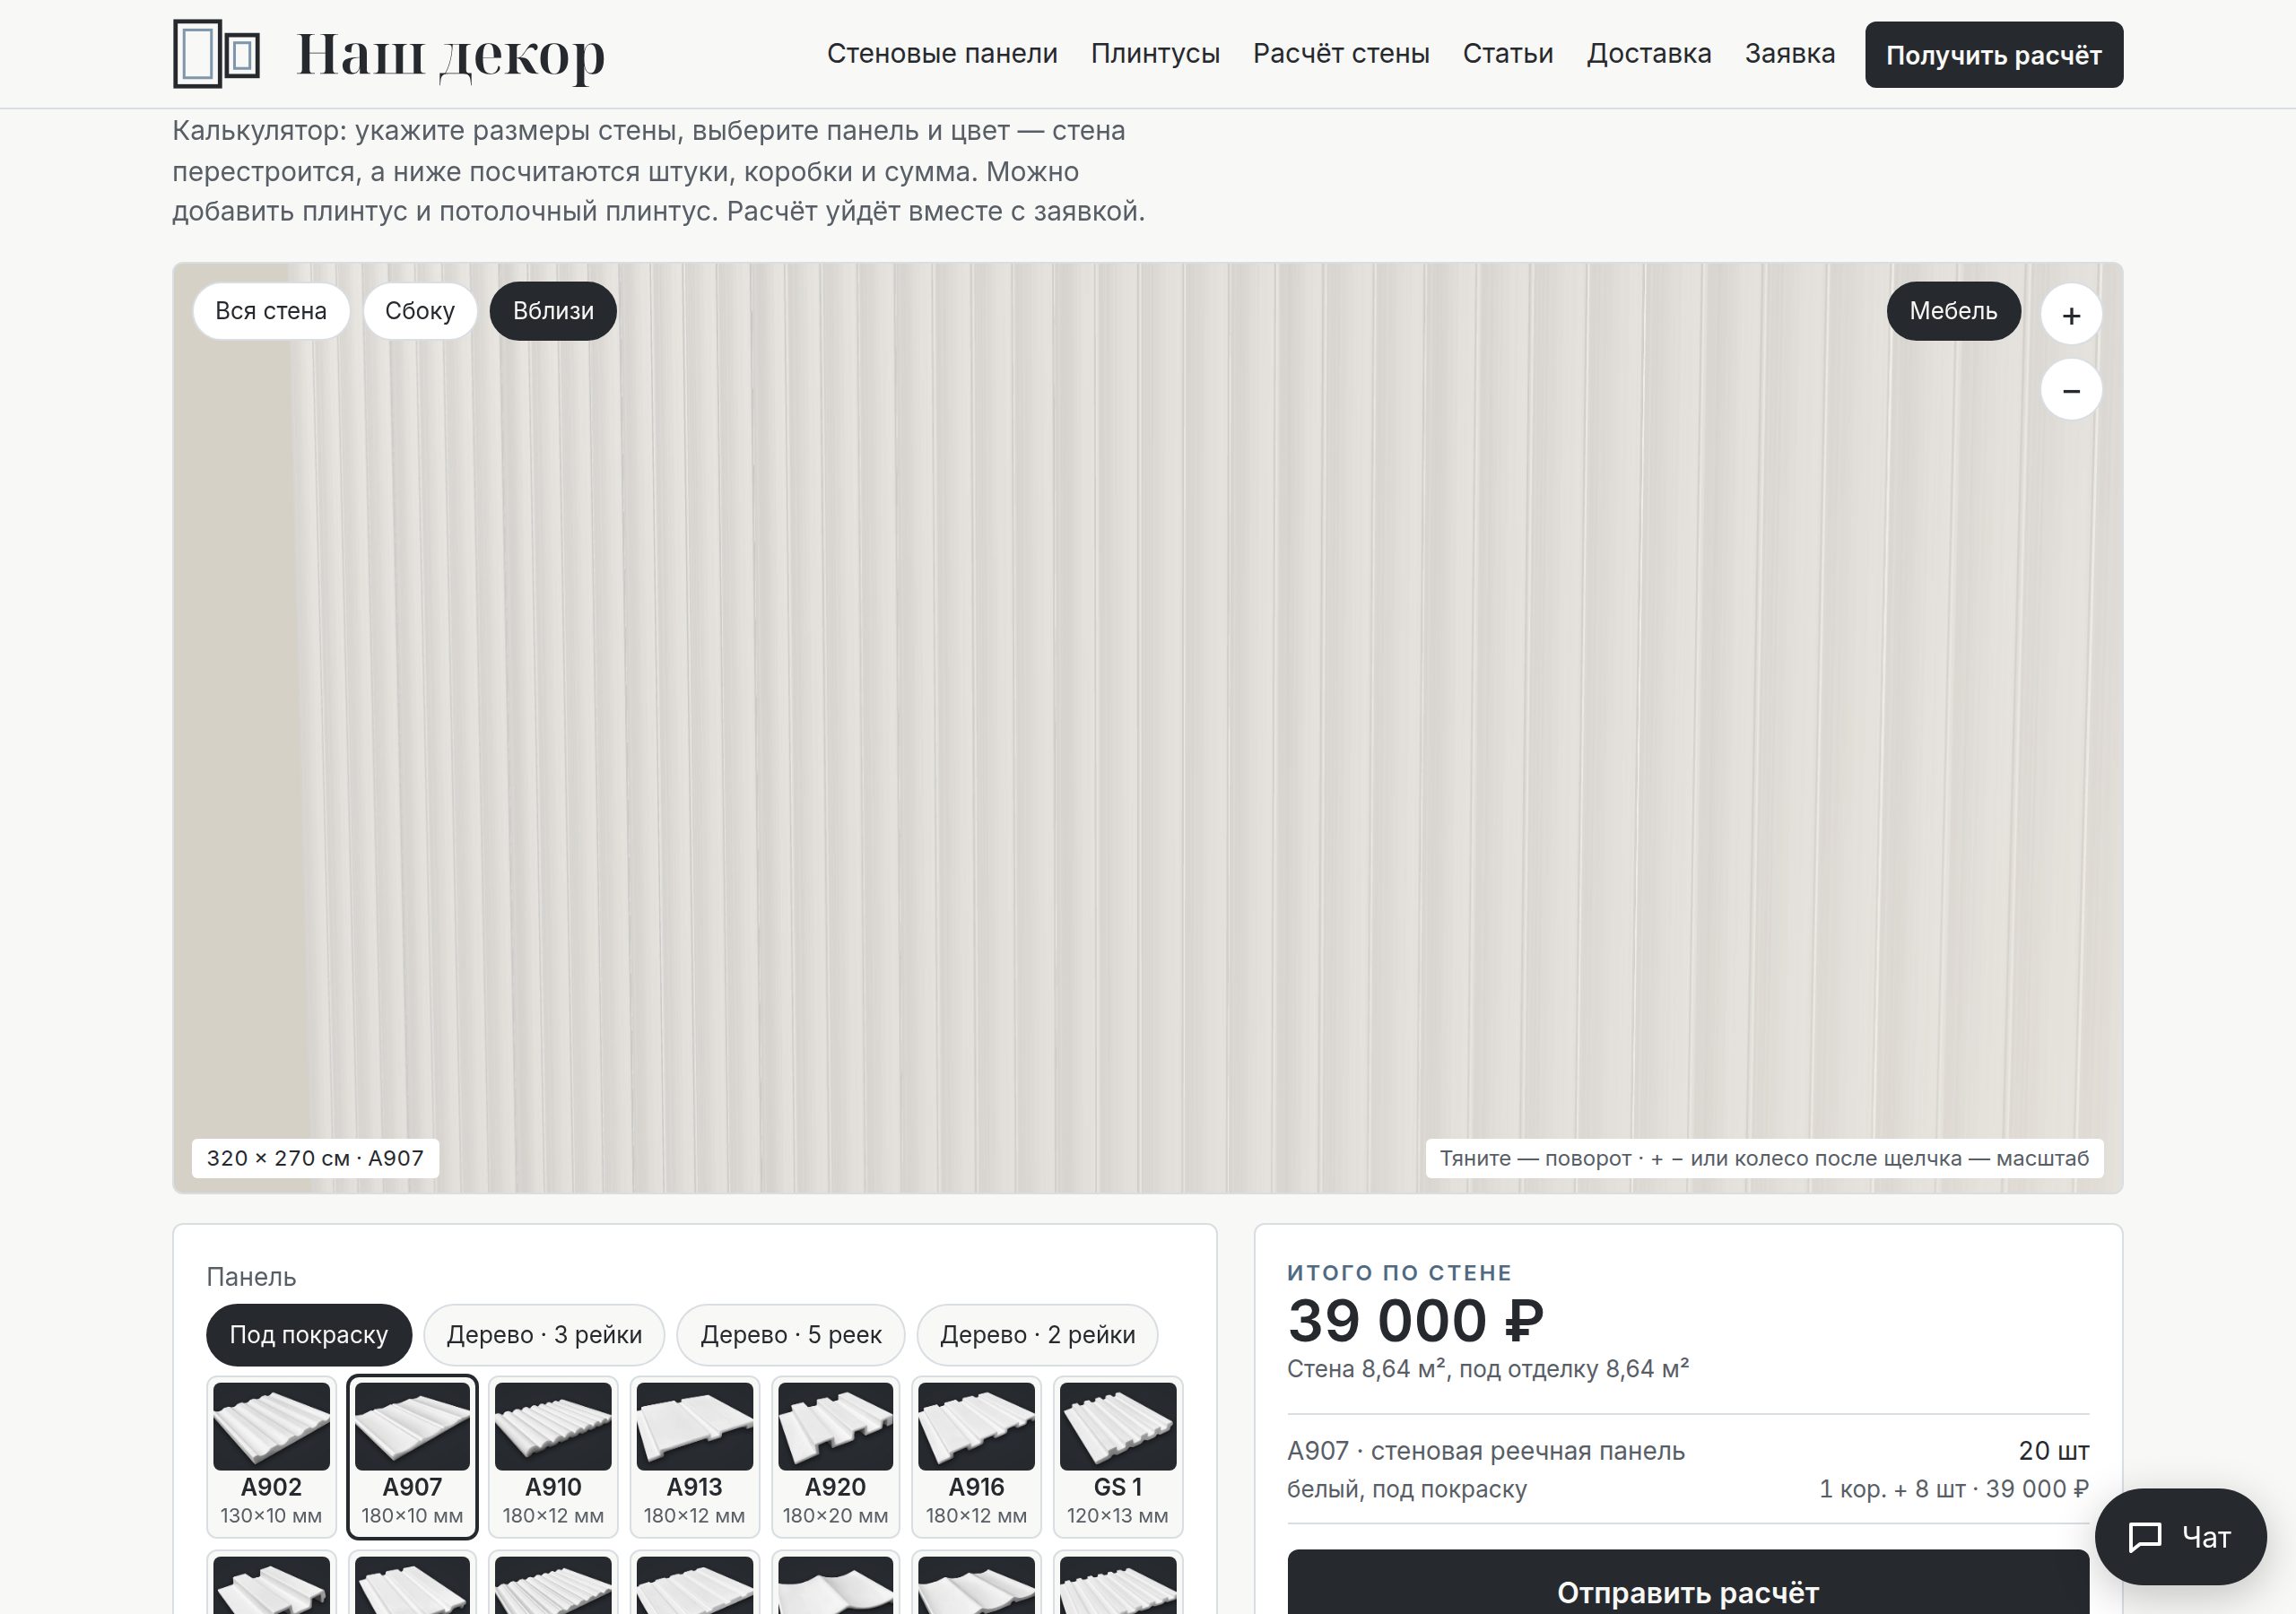 Наш декор
Стеновые панели Плинтусы Расчёт стены Статьи Доставка Заявка Получить расчёт
Калькулятор: укажите размеры стены, выберите панель и цвет — стена
перестроится, а ниже посчитаются штуки, коробки и сумма. Можно
добавить плинтус и потолочный плинтус. Расчёт уйдёт вместе с заявкой.
Вся стена Сбоку Вблизи Мебель +
−
320 × 270 см · A907 Тяните — поворот · + − или колесо после щелчка — масштаб
Панель
Под покраску Дерево · 3 рейки Дерево · 5 реек Дерево · 2 рейки
A902 A907 A910 A913 A920 A916 GS 1
130×10 мм 180×10 мм 180×12 мм 180×12 мм 180×20 мм 180×12 мм 120×13 мм
ИТОГО ПО СТЕНЕ
39 000 ₽
Стена 8,64 м², под отделку 8,64 м²
A907 · стеновая реечная панель 20 шт
белый, под покраску 1 кор. + 8 шт · 39 000 ₽
Отправить расчёт
Чат